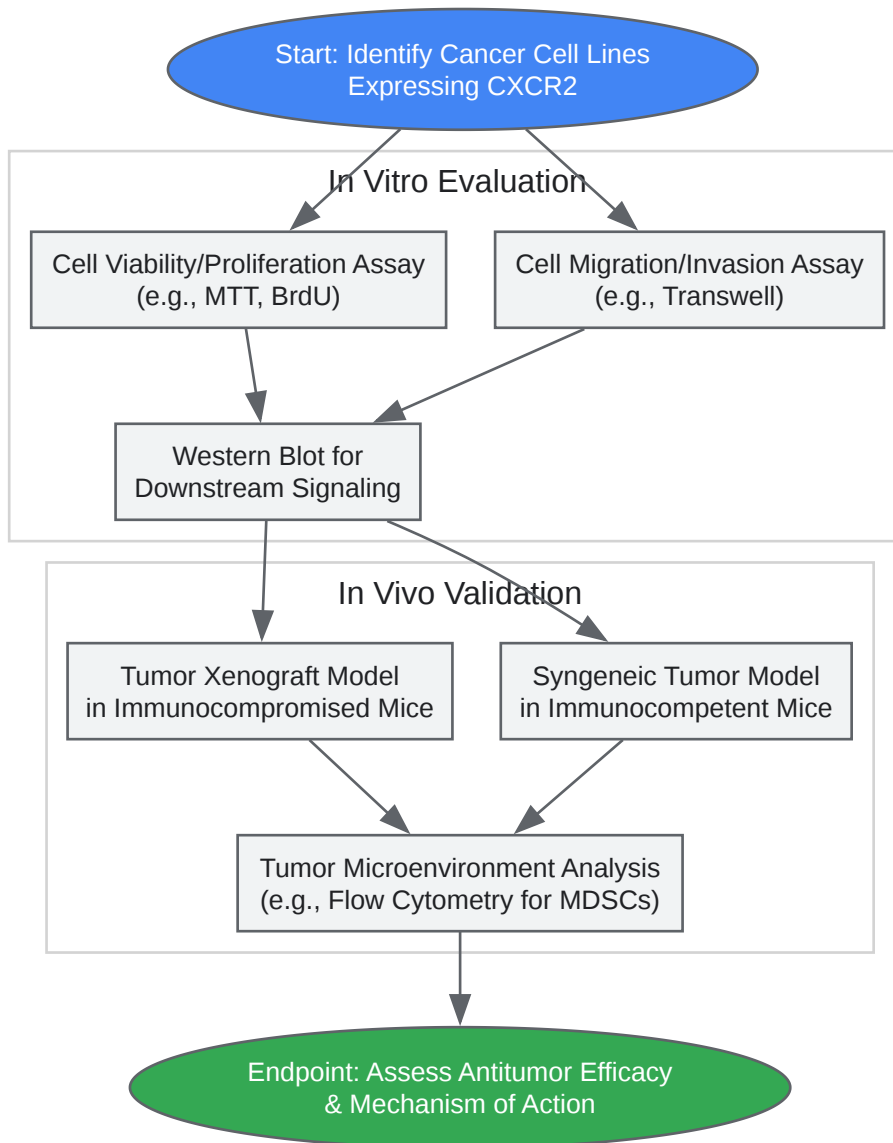 Start: Identify Cancer Cell Lines
Expressing CXCR2
In Vitro Evaluation
Cell Viability/Proliferation Assay
(e.g., MTT, BrdU)
Cell Migration/Invasion Assay
(e.g., Transwell)
Western Blot for
Downstream Signaling
In Vivo Validation
Tumor Xenograft Model
in Immunocompromised Mice
Syngeneic Tumor Model
in Immunocompetent Mice
Tumor Microenvironment Analysis
(e.g., Flow Cytometry for MDSCs)
Endpoint: Assess Antitumor Efficacy
& Mechanism of Action